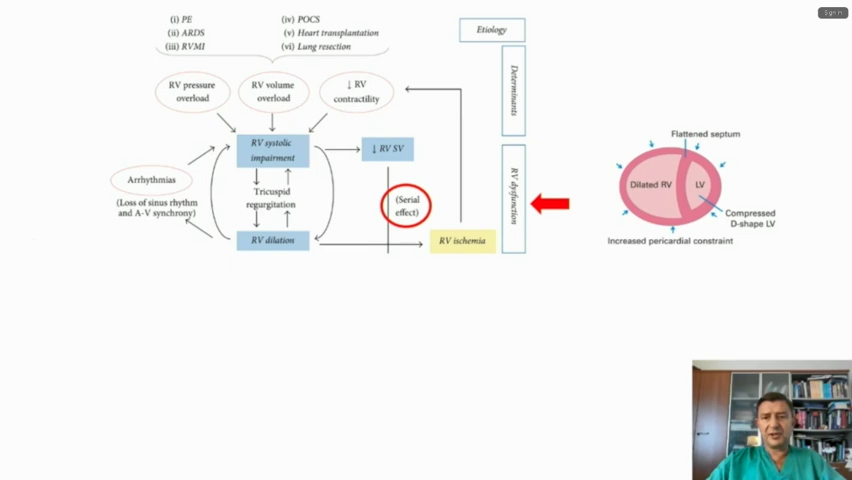 Sign in
(i) PE
(ii) ARDS
(iii) RVMI
(iv) POCS
(v) Heart transplantation
(vi) Lung resection
Etiology
RV pressure
overload
RV volume
overload
↓ RV
contractility
Determinants
RV systolic
impairment
↓ RV SV
Arrhythmias
(Loss of sinus rhythm
and A-V synchrony)
Tricuspid
regurgitation
(Serial
effect)
RV dilation
RV ischemia
RV dysfunction
Flattened septum
Dilated RV
LV
Compressed
D-shape LV
Increased pericardial constraint